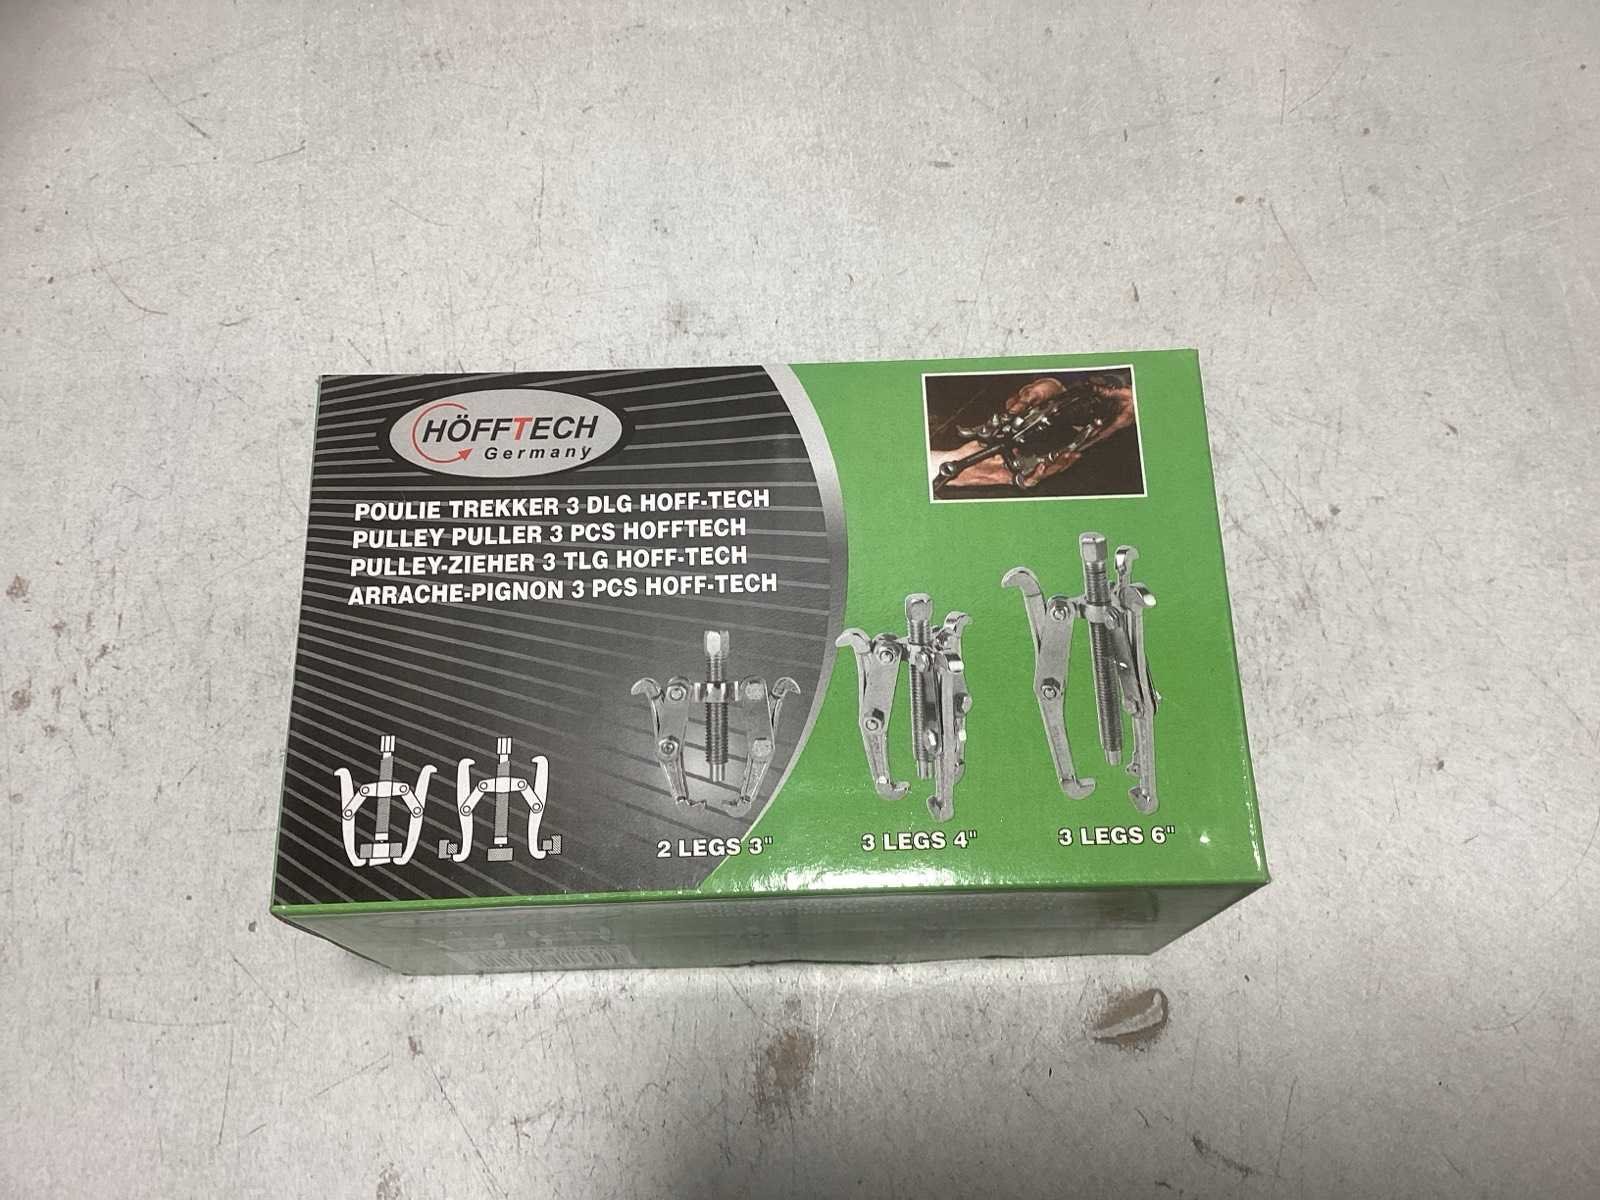 HÖFFTECH
Germany
POULIE TREKKER 3 DLG HOFF-TECH
PULLEY PULLER 3 PCS HOFFTECH
PULLEY-ZIEHER 3 TLG HOFF-TECH
ARRACHE-PIGNON 3 PCS HOFF-TECH
2 LEGS 3"
3 LEGS 4"
3 LEGS 6"